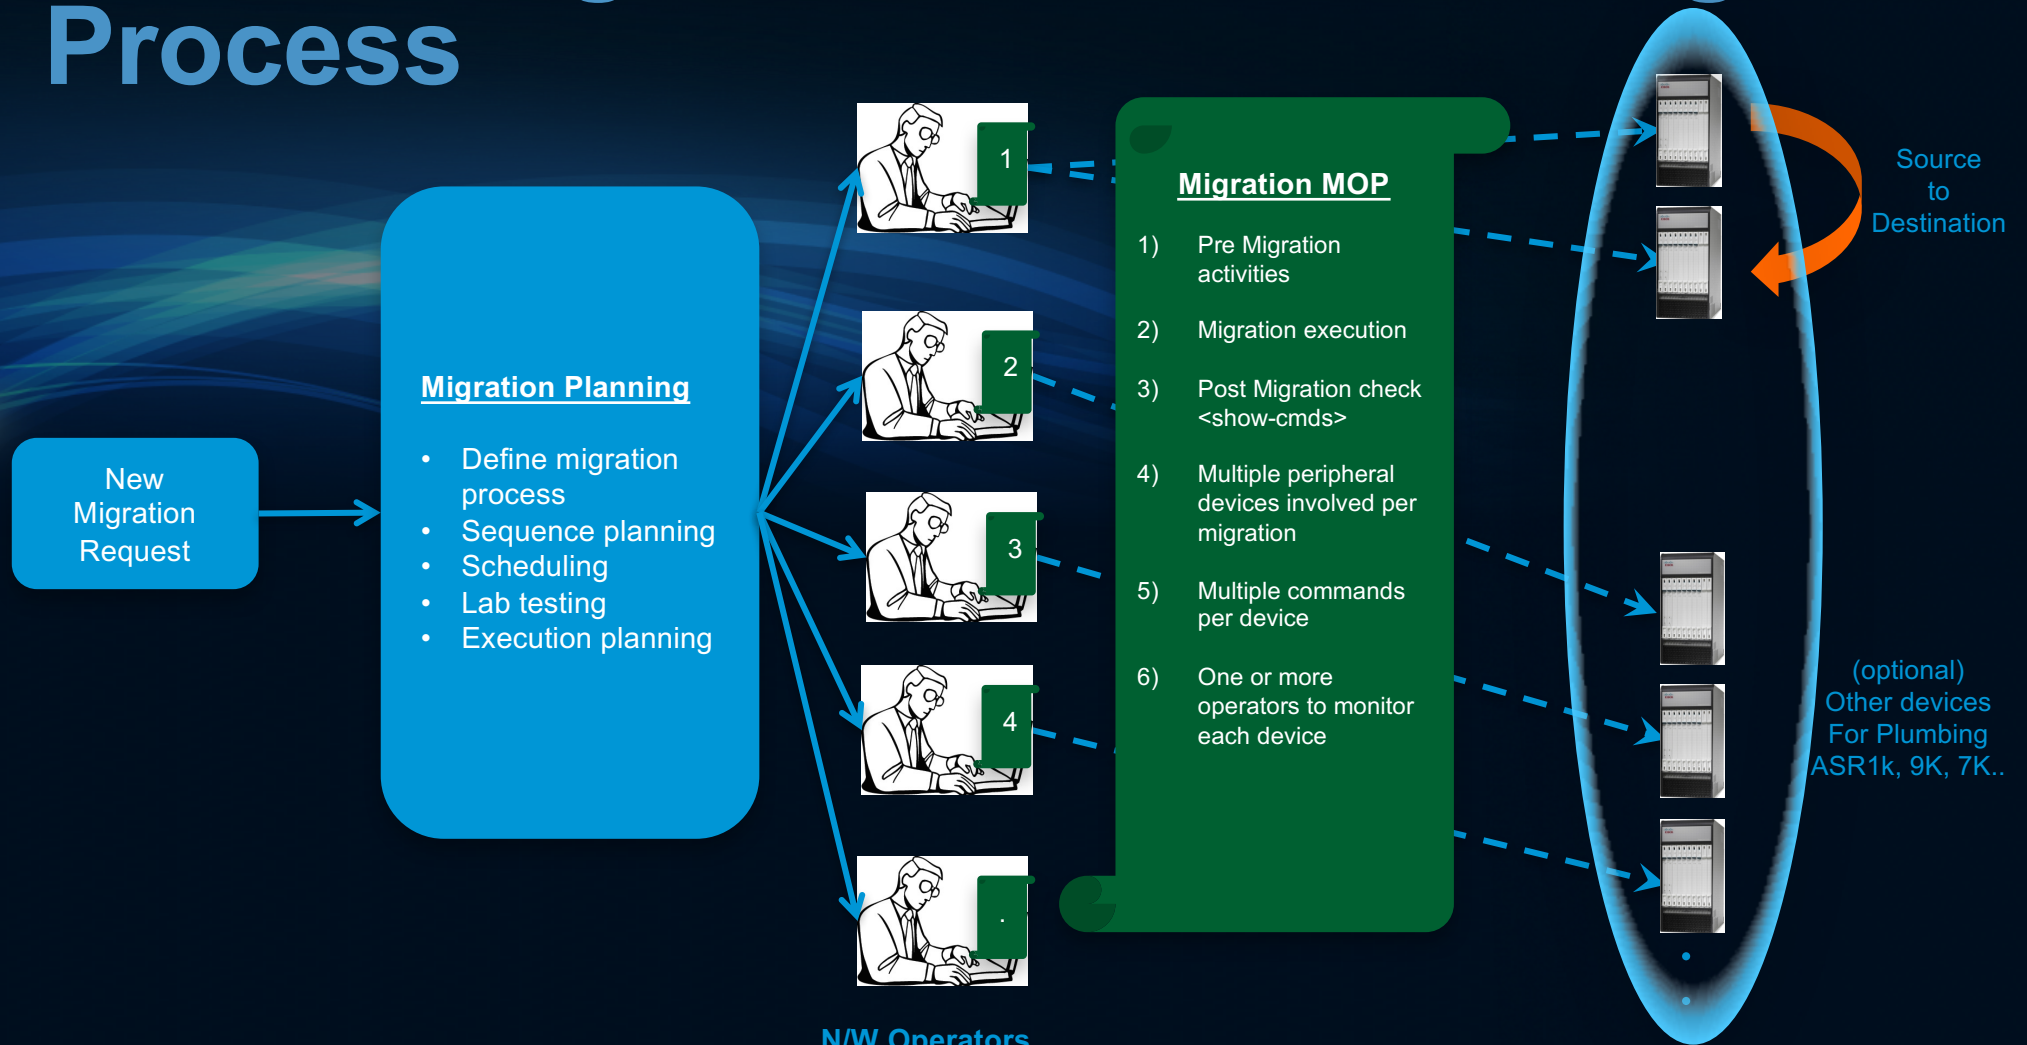 Process
New
Migration
Request
Migration Planning
• Define migration
process
• Sequence planning
• Scheduling
• Lab testing
• Execution planning
1
2
3
4
.
N/W Operators
Migration MOP
1) Pre Migration
activities
2) Migration execution
3) Post Migration check
<show-cmds>
4) Multiple peripheral
devices involved per
migration
5) Multiple commands
per device
6) One or more
operators to monitor
each device
Source
to
Destination
(optional)
Other devices
For Plumbing
ASR1k, 9K, 7K..